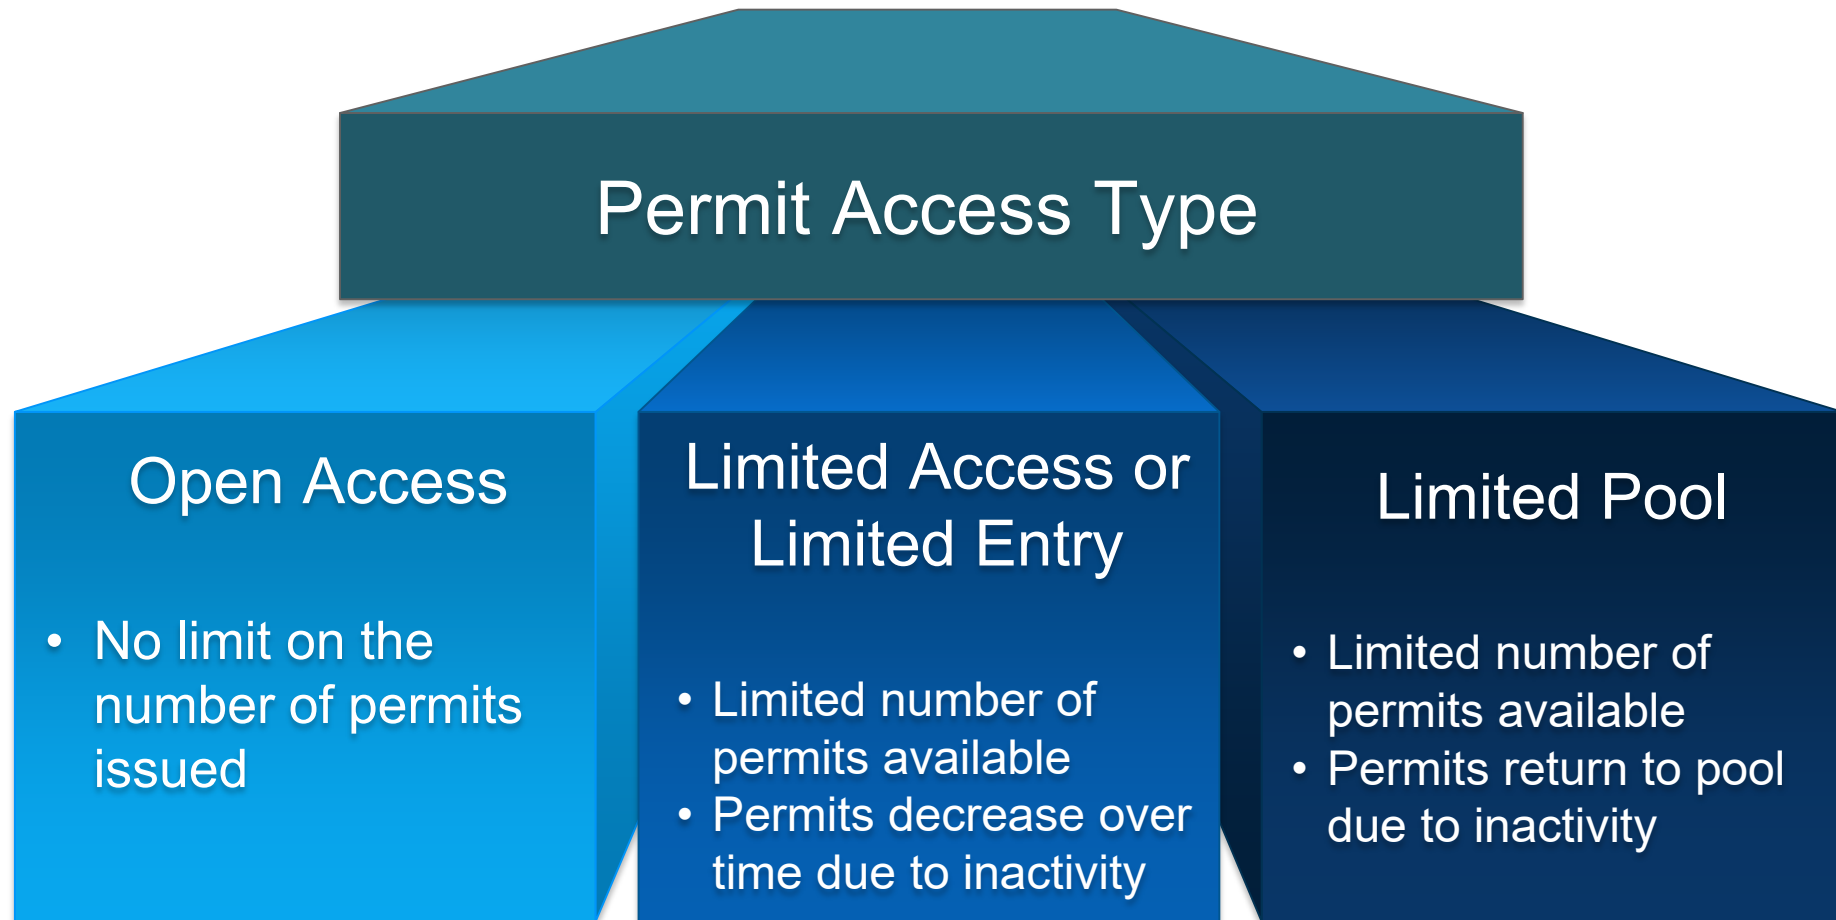 Permit Access Type
Open Access
• No limit on the
number of permits
issued
Limited Access or
Limited Entry
• Limited number of
permits available
• Permits decrease over
time due to inactivity
Limited Pool
• Limited number of
permits available
• Permits return to pool
due to inactivity